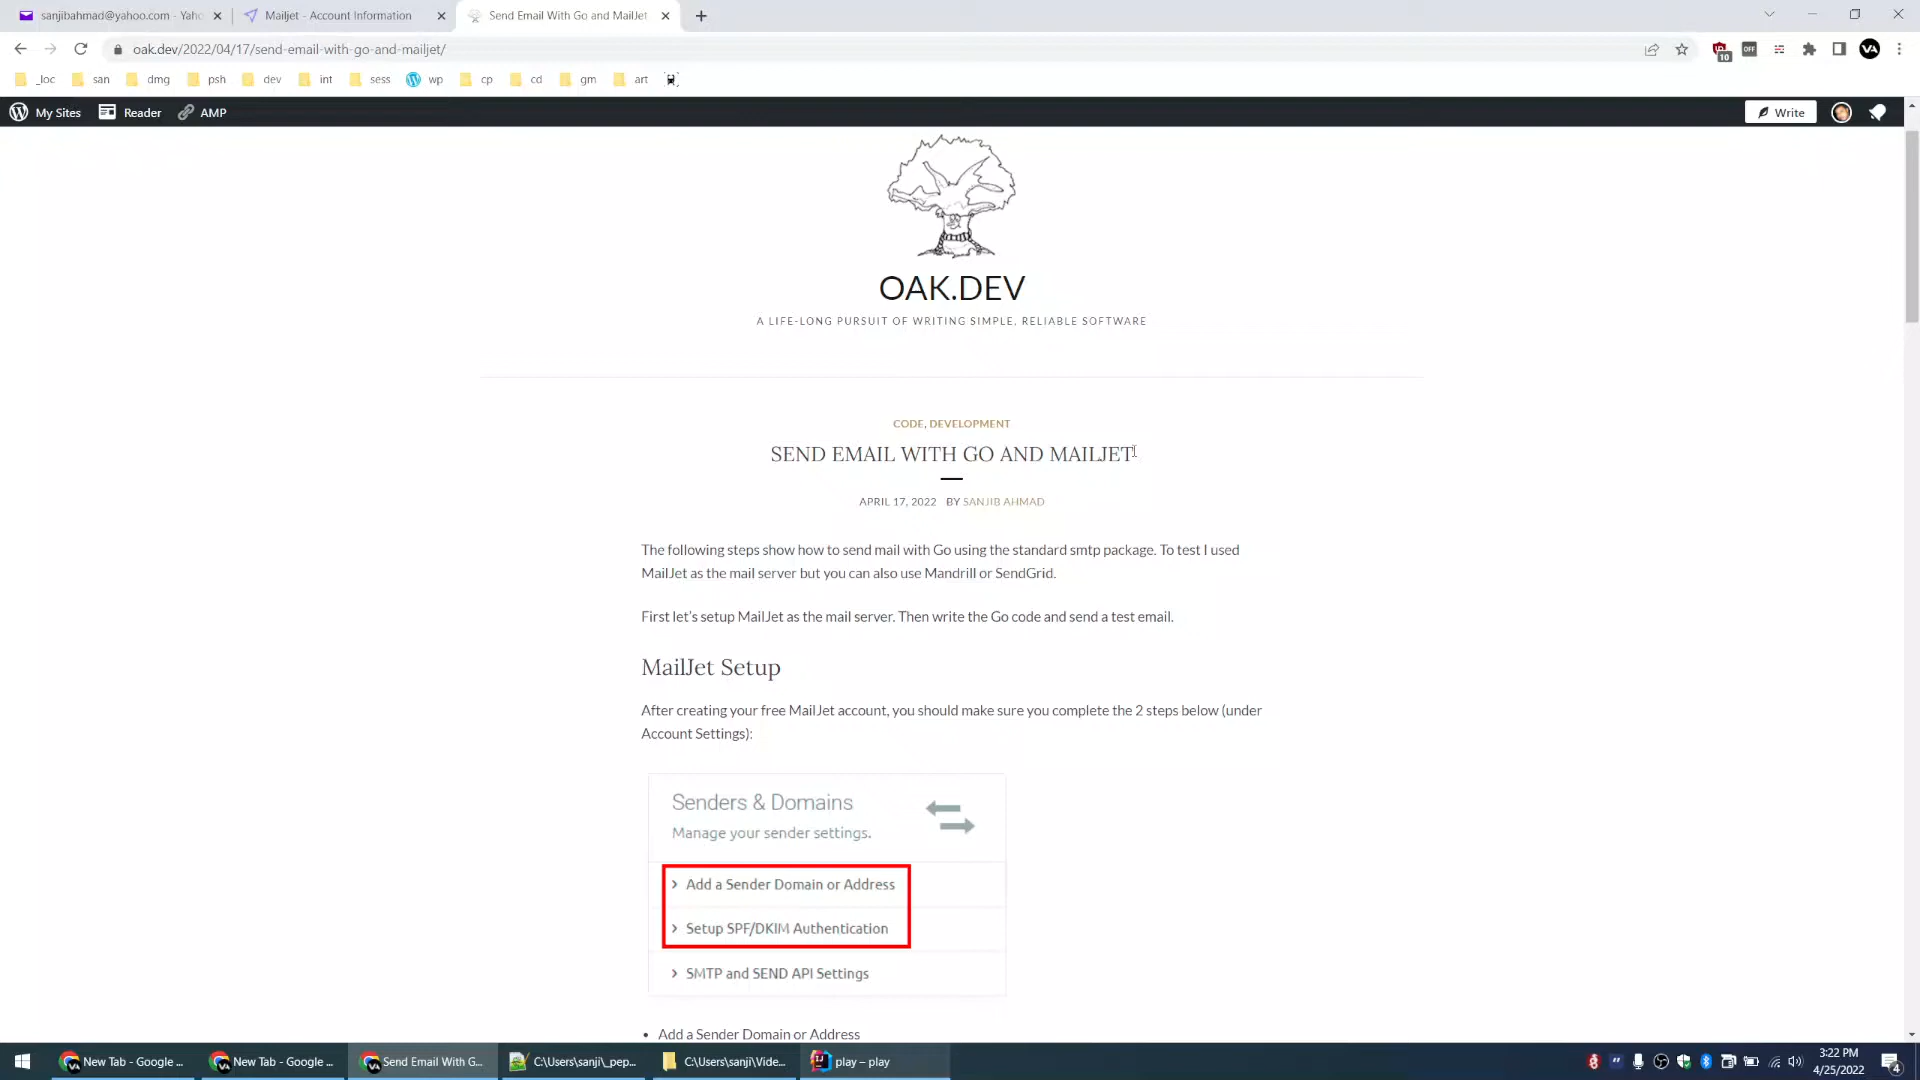 sanjibahmad@yahoo.com - Yaho
Mailjet - Account Information
Send Email With Go and MailJet
oak.dev/2022/04/17/send-email-with-go-and-mailjet/
10
OFF
VA
_loc
san
dmg
psh
dev
int
sess
wp
cp
cd
gm
art
My Sites
Reader
AMP
Write
OAK.DEV
A LIFE-LONG PURSUIT OF WRITING SIMPLE, RELIABLE SOFTWARE
CODE, DEVELOPMENT
SEND EMAIL WITH GO AND MAILJET
APRIL 17, 2022 BY SANJIB AHMAD
The following steps show how to send mail with Go using the standard smtp package. To test I used
MailJet as the mail server but you can also use Mandrill or SendGrid.
First let's setup MailJet as the mail server. Then write the Go code and send a test email.
MailJet Setup
After creating your free MailJet account, you should make sure you complete the 2 steps below (under
Account Settings):
Senders & Domains
Manage your sender settings.
Add a Sender Domain or Address
Setup SPF/DKIM Authentication
SMTP and SEND API Settings
• Add a Sender Domain or Address
New Tab - Google ...
New Tab - Google ...
Send Email With G...
C:\Users\sanji\_pep...
C:\Users\sanji\Vide...
play – play
3:22 PM
4/25/2022
4